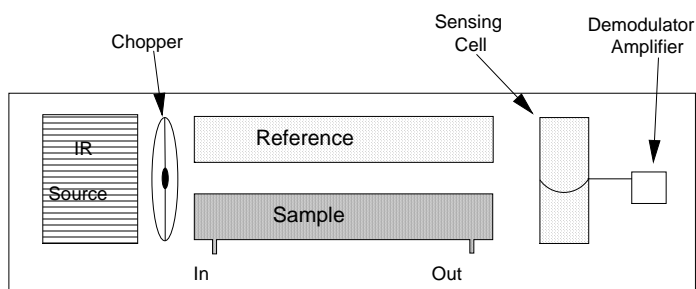 Chopper
Sensing
Cell
Demodulator
Amplifier
IR
Source
Reference
Sample
In
Out